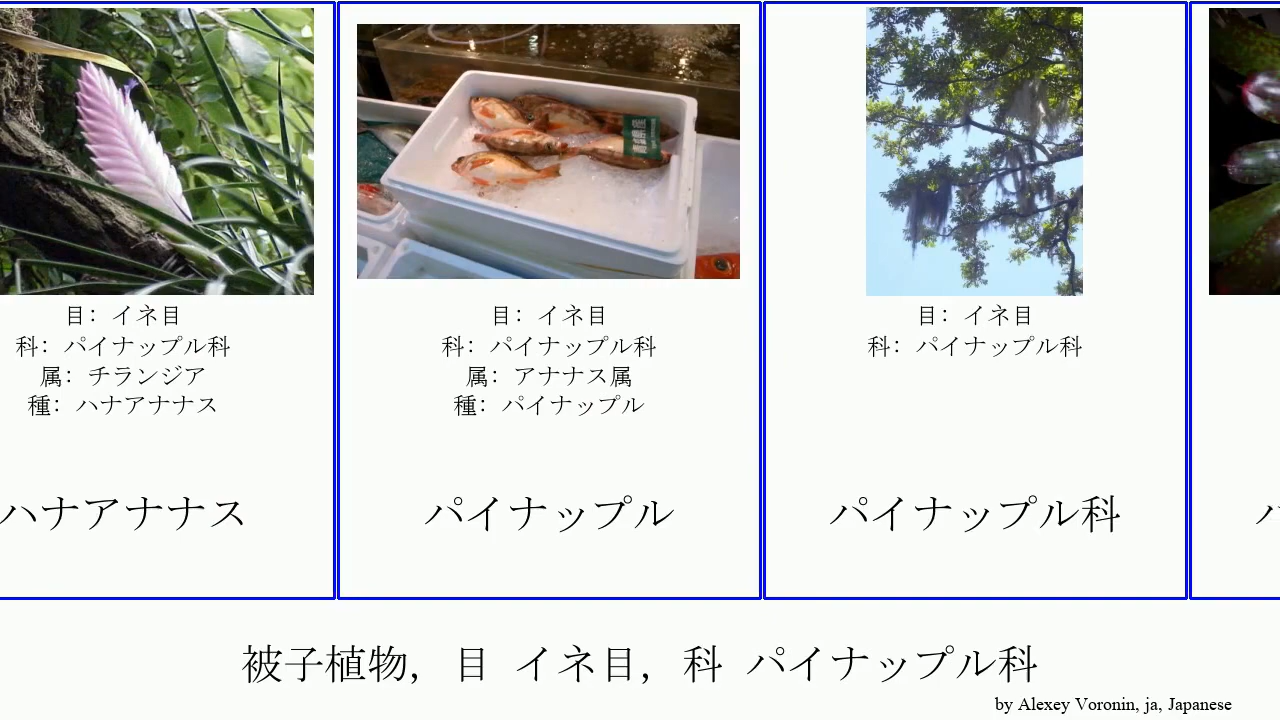 目: イネ目
科: パイナップル科
属: チランジア
種: ハナアナナス
ハナアナナス
目: イネ目
科: パイナップル科
属: アナナス属
種: パイナップル
パイナップル
目: イネ目
科: パイナップル科
パイナップル科
被子植物, 目 イネ目, 科 パイナップル科
by Alexey Voronin, ja, Japanese